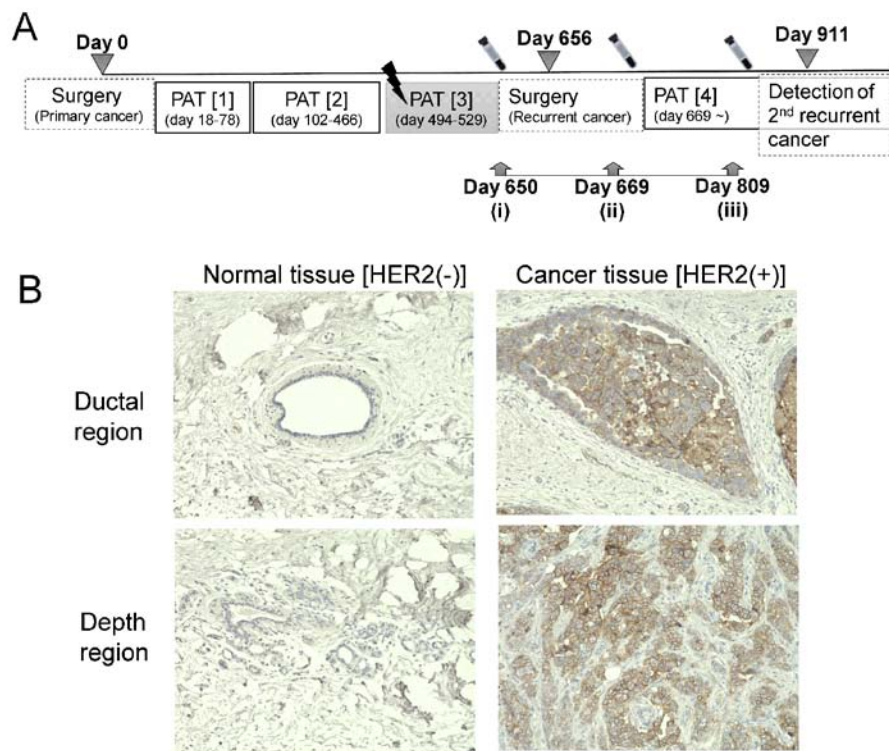 A
Day 0
Day 656
Day 911
Surgery
(Primary cancer)
PAT [1]
(day 18-78)
PAT [2]
(day 102-466)
PAT [3]
(day 494-529)
Surgery
(Recurrent cancer)
PAT [4]
(day 669 ~)
Detection of
2nd recurrent
cancer
Day 650
(i)
Day 669
(ii)
Day 809
(iii)
B
Normal tissue [HER2(-)]
Cancer tissue [HER2(+)]
Ductal
region
Depth
region